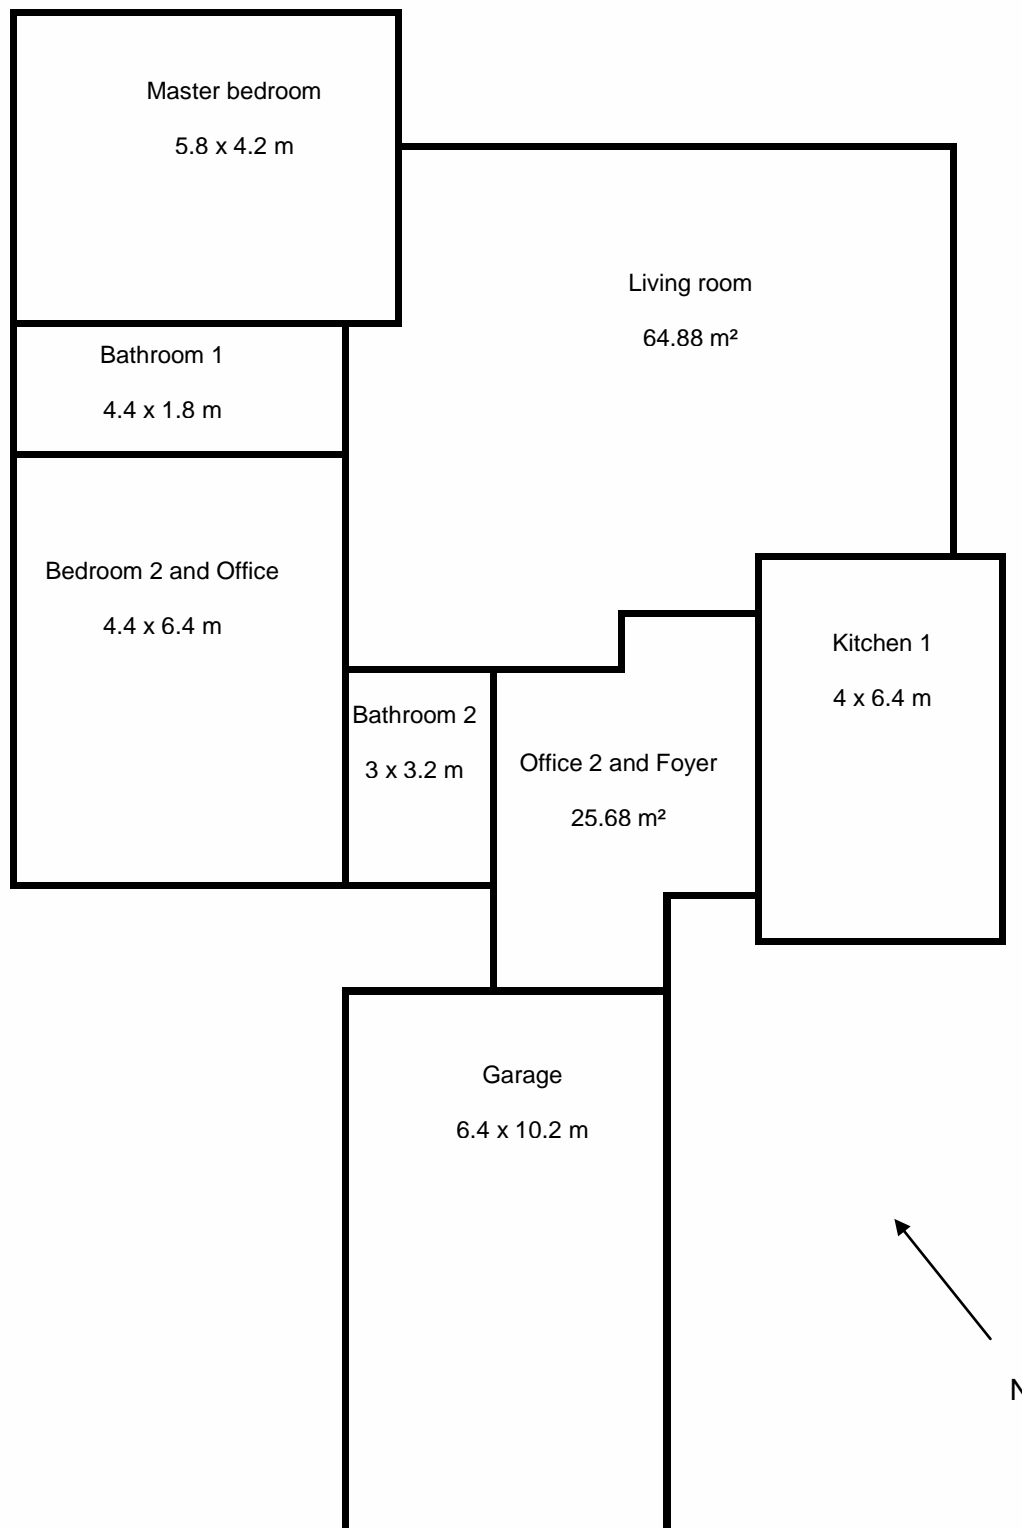 Master bedroom
5.8 x 4.2 m
Living room
64.88 m²
Bathroom 1
4.4 x 1.8 m
Bedroom 2 and Office
4.4 x 6.4 m
Kitchen 1
4 x 6.4 m
Bathroom 2
3 x 3.2 m
Office 2 and Foyer
25.68 m²
Garage
6.4 x 10.2 m
N